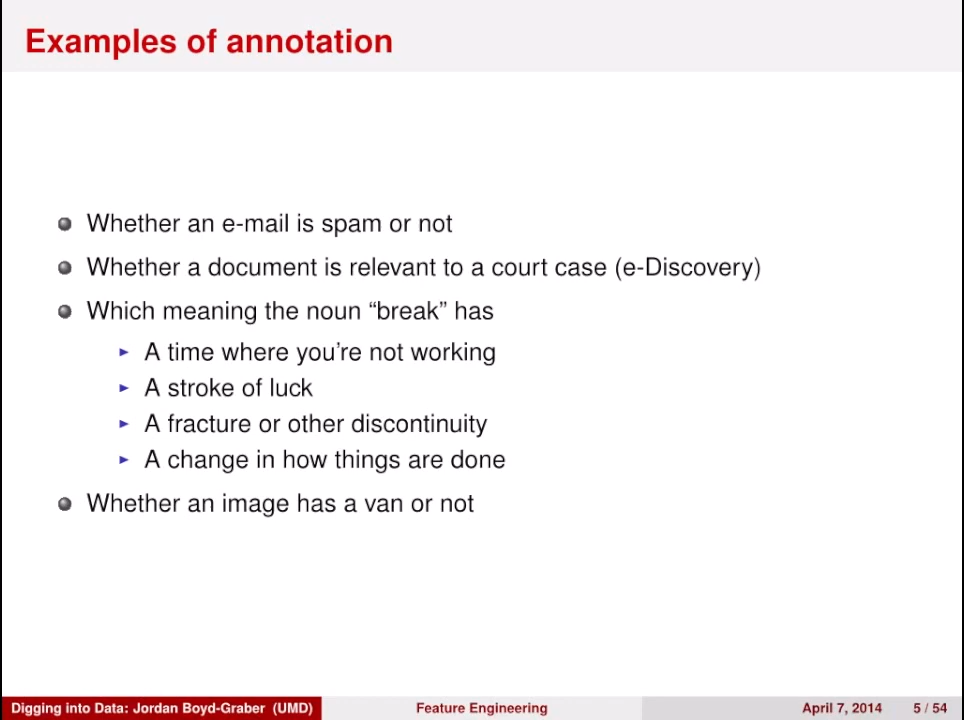 Examples of annotation
Whether an e-mail is spam or not
Whether a document is relevant to a court case (e-Discovery)
Which meaning the noun “break” has
A time where you’re not working
A stroke of luck
A fracture or other discontinuity
A change in how things are done
Whether an image has a van or not
Digging into Data: Jordan Boyd-Graber (UMD) Feature Engineering April 7, 2014 5 / 54